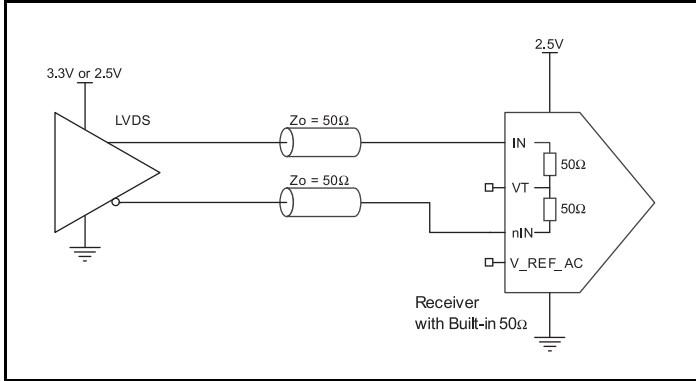 2.5V
3.3V or 2.5V
LVDS
Zo = 50Ω
IN
50Ω
VT
Zo = 50Ω
50Ω
nIN
V_REF_AC
Receiver
with Built-in 50Ω